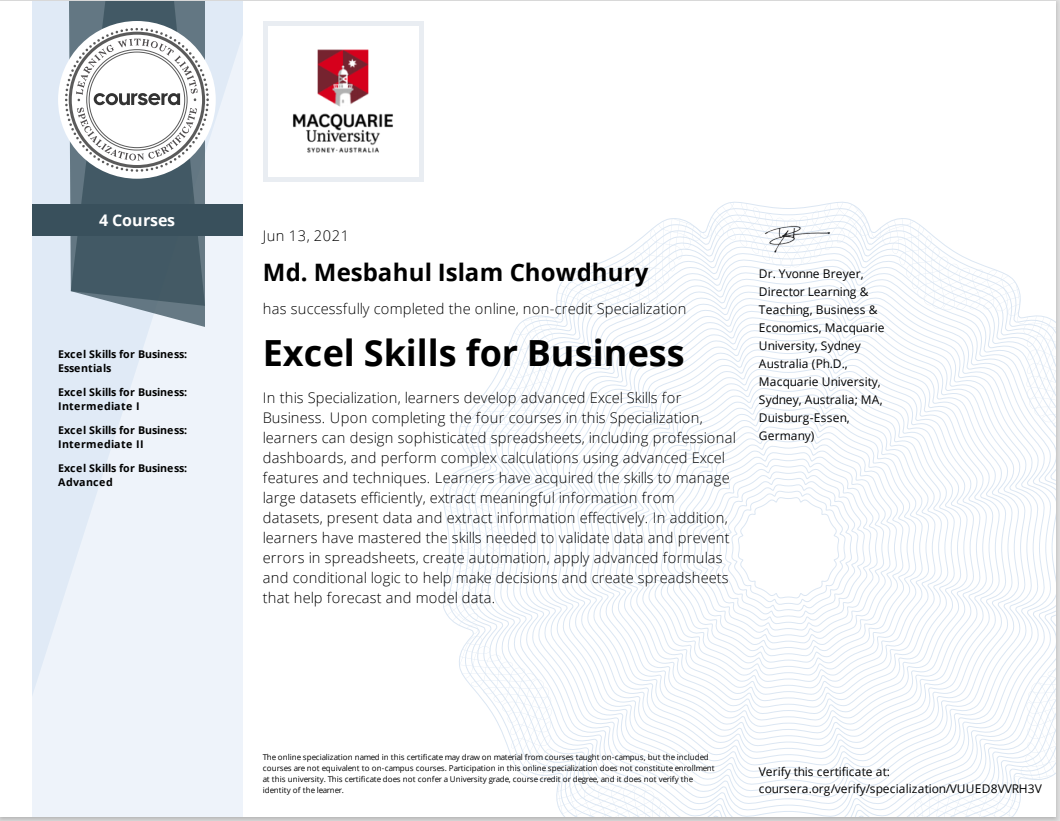 LEARNING WITHOUT LIMITS
coursera
SPECIALIZATION CERTIFICATE
4 Courses
Excel Skills for Business:
Essentials
Excel Skills for Business:
Intermediate I
Excel Skills for Business:
Intermediate II
Excel Skills for Business:
Advanced
MACQUARIE
University
SYDNEY·AUSTRALIA
Jun 13, 2021
Md. Mesbahul Islam Chowdhury
has successfully completed the online, non-credit Specialization
Excel Skills for Business
In this Specialization, learners develop advanced Excel Skills for
Business. Upon completing the four courses in this Specialization,
learners can design sophisticated spreadsheets, including professional
dashboards, and perform complex calculations using advanced Excel
features and techniques. Learners have acquired the skills to manage
large datasets efficiently, extract meaningful information from
datasets, present data and extract information effectively. In addition,
learners have mastered the skills needed to validate data and prevent
errors in spreadsheets, create automation, apply advanced formulas
and conditional logic to help make decisions and create spreadsheets
that help forecast and model data.
Dr. Yvonne Breyer,
Director Learning &
Teaching, Business &
Economics, Macquarie
University, Sydney
Australia (Ph.D.,
Macquarie University,
Sydney, Australia; MA,
Duisburg-Essen,
Germany)
The online specialization named in this certificate may draw on material from courses taught on-campus, but the included
courses are not equivalent to on-campus courses. Participation in this online specialization does not constitute enrollment
at this university. This certificate does not confer a University grade, course credit or degree, and it does not verify the
identity of the learner.
Verify this certificate at:
coursera.org/verify/specialization/VUUED8VVRH3V